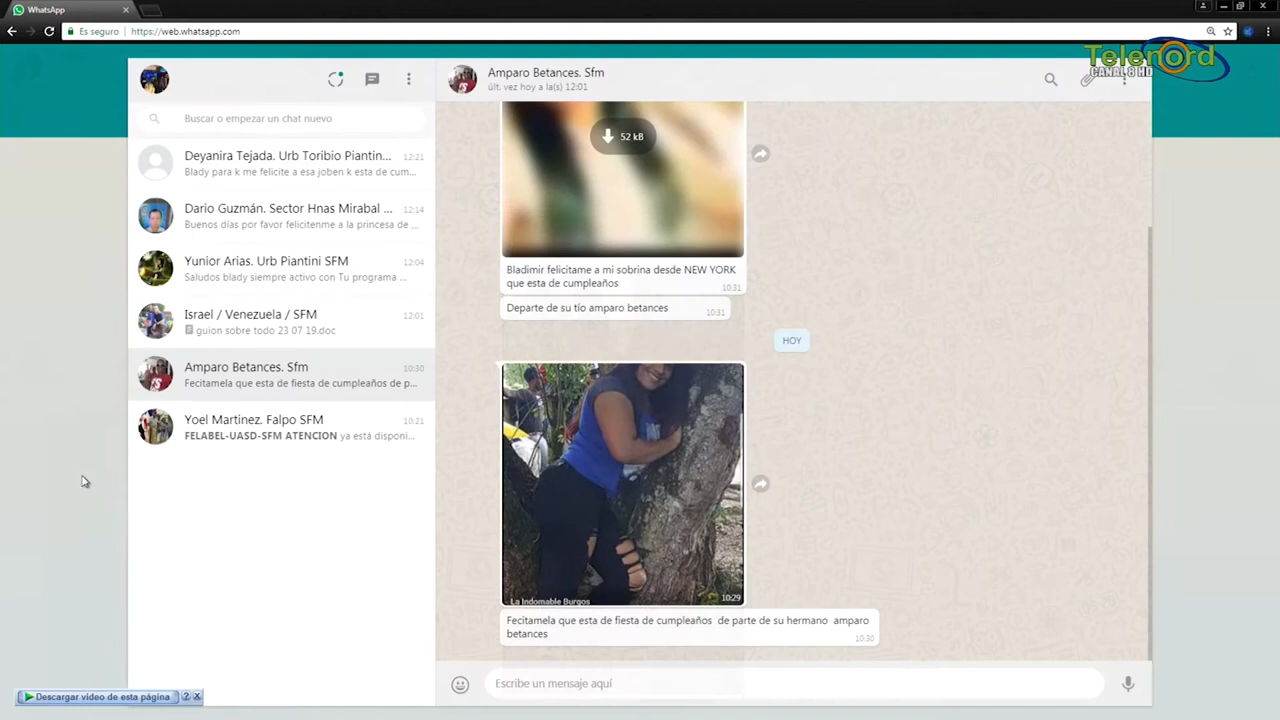 WhatsApp
Es seguro
https://web.whatsapp.com
Telenord
CANAL 8 HD
Buscar o empezar un chat nuevo
Deyanira Tejada. Urb Toribio Piantin...
12:21
Blady para k me felicite a esa joben k esta de cum...
Dario Guzmán. Sector Hnas Mirabal ...
12:14
Buenos días por favor felicitenme a la princesa de ...
Yunior Arias. Urb Piantini SFM
12:04
Saludos blady siempre activo con Tu programa ...
Israel / Venezuela / SFM
12:01
guion sobre todo 23 07 19.doc
Amparo Betances. Sfm
10:30
Fecitamela que esta de fiesta de cumpleaños de p...
Yoel Martinez. Falpo SFM
10:21
FELABEL-UASD-SFM ATENCION ya está disponi...
Amparo Betances. Sfm
últ. vez hoy a la(s) 12:01
52 kB
Bladimir felicitame a mi sobrina desde NEW YORK
que esta de cumpleaños
10:31
Departe de su tío amparo betances
10:31
HOY
La Indomable Burgos
10:29
Fecitamela que esta de fiesta de cumpleaños de parte de su hermano amparo
betances
10:30
Escribe un mensaje aquí
Descargar vídeo de esta página
?